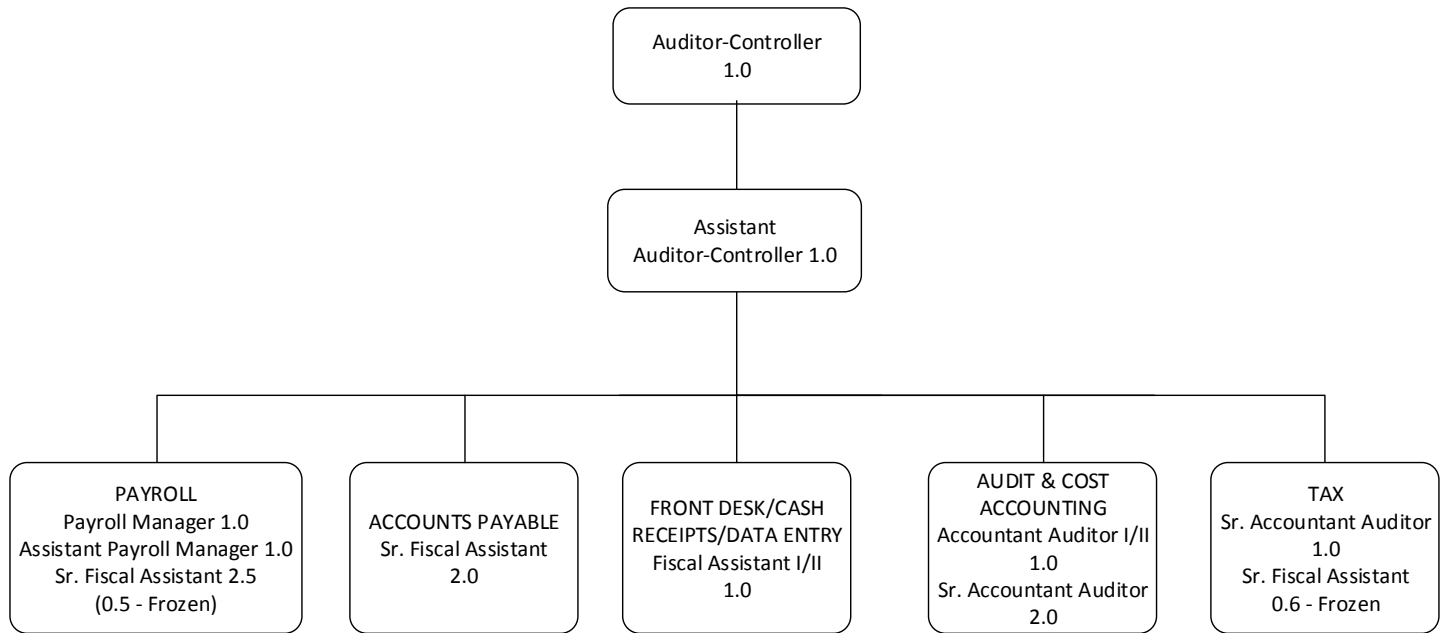 Auditor-Controller
1.0
Assistant
Auditor-Controller 1.0
PAYROLL
Payroll Manager 1.0
Assistant Payroll Manager 1.0
Sr. Fiscal Assistant 2.5
(0.5 - Frozen)
ACCOUNTS PAYABLE
Sr. Fiscal Assistant
2.0
FRONT DESK/CASH
RECEIPTS/DATA ENTRY
Fiscal Assistant I/II
1.0
AUDIT & COST
ACCOUNTING
Accountant Auditor I/II
1.0
Sr. Accountant Auditor
2.0
TAX
Sr. Accountant Auditor
1.0
Sr. Fiscal Assistant
0.6 - Frozen